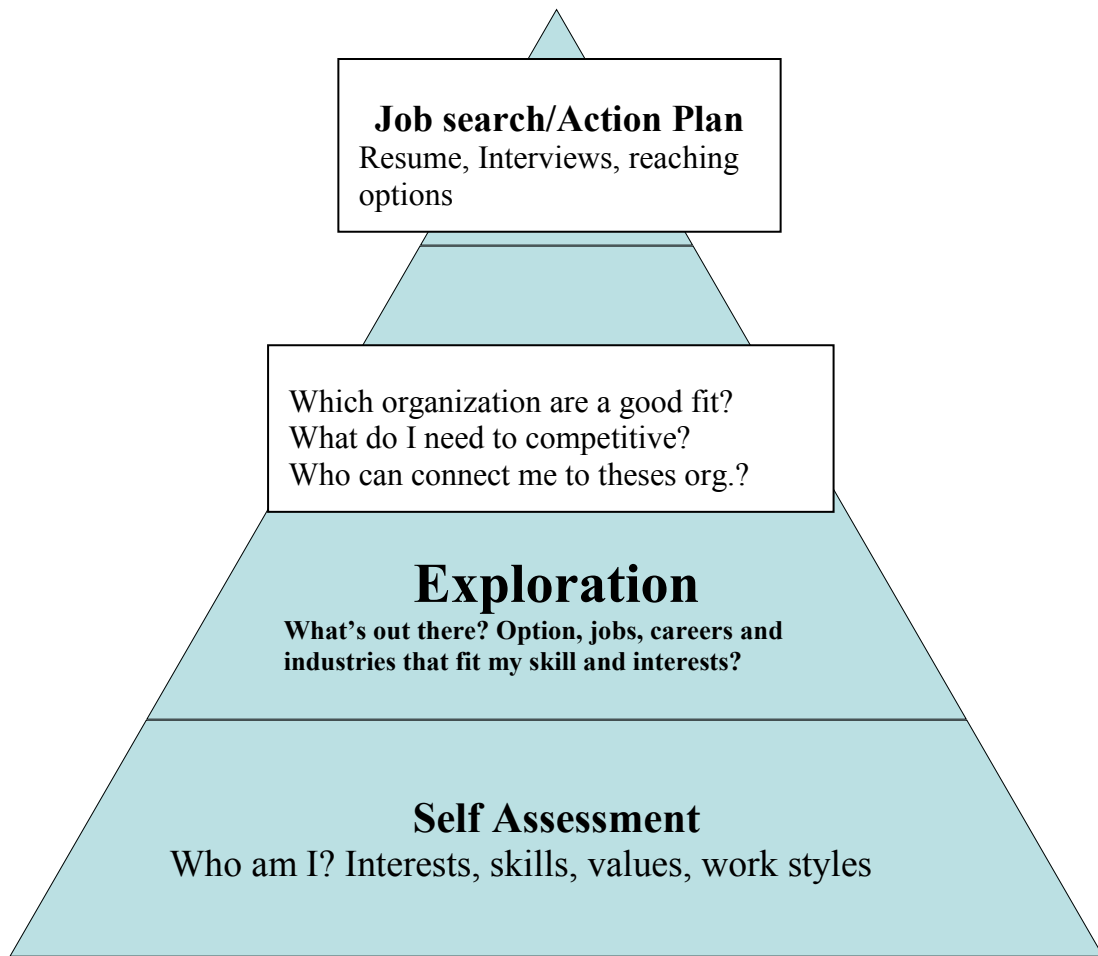 Job search/Action Plan
Resume, Interviews, reaching
options
Which organization are a good fit?
What do I need to competitive?
Who can connect me to theses org.?
Exploration
What’s out there? Option, jobs, careers and
industries that fit my skill and interests?
Self Assessment
Who am I? Interests, skills, values, work styles